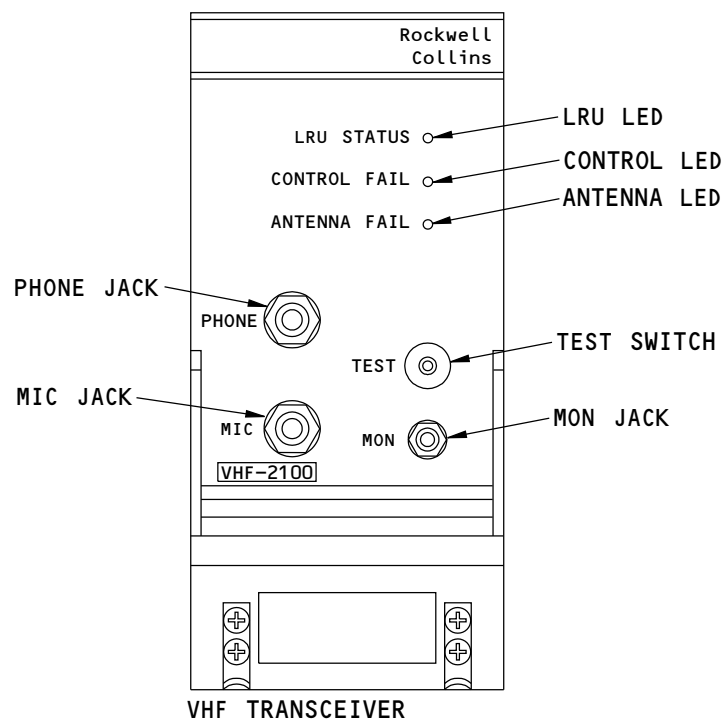 Rockwell
Collins
LRU STATUS
LRU LED
CONTROL FAIL
CONTROL LED
ANTENNA FAIL
ANTENNA LED
PHONE JACK
PHONE
TEST
TEST SWITCH
MIC JACK
MIC
MON
MON JACK
VHF-2100
VHF TRANSCEIVER